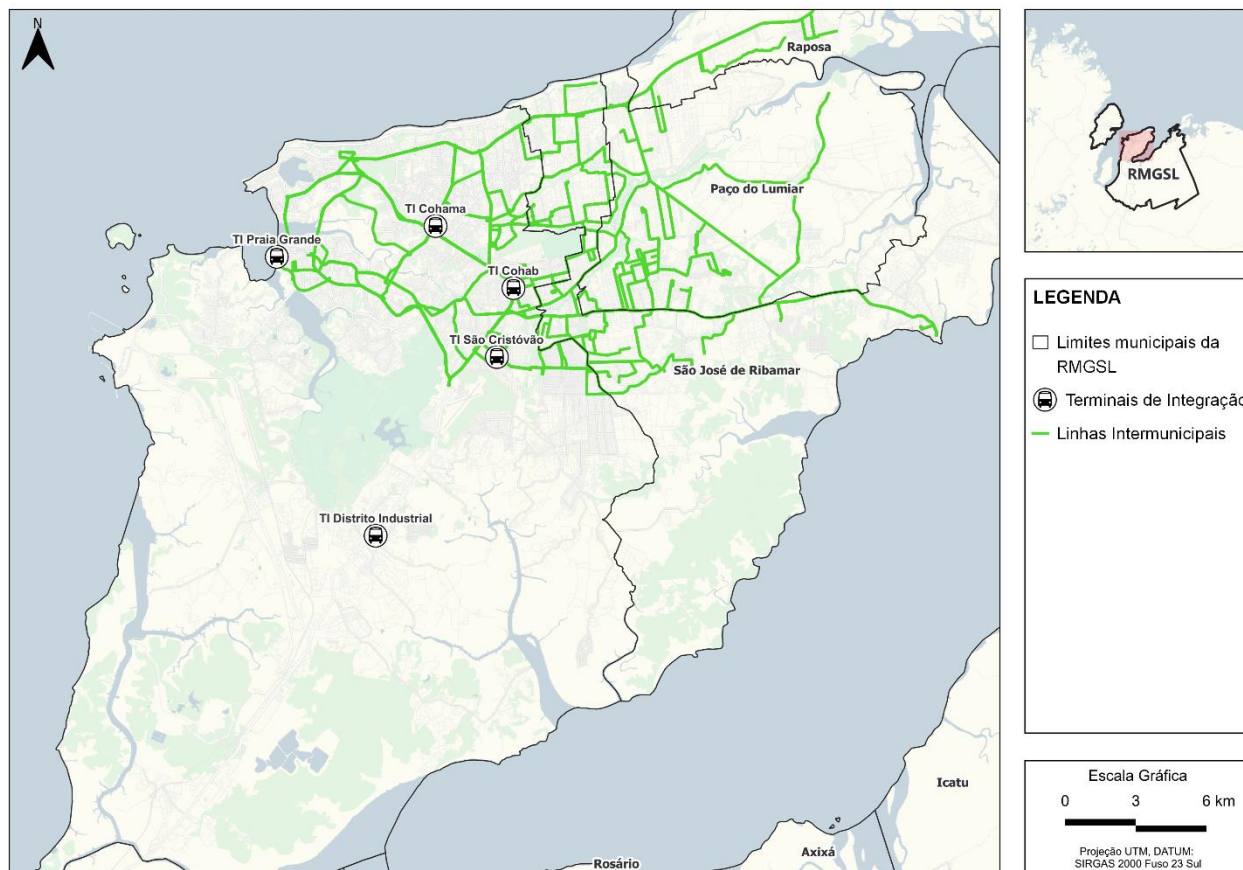 N
Raposa
Paço do Lumiar
TI Cohama
TI Praia Grande
TI Cohab
TI São Cristóvão
São José de Ribamar
TI Distrito Industrial
Icatu
Axixá
Rosário
RMGSL
LEGENDA
Limites municipais da
RMGSL
Terminais de Integração
Linhas Intermunicipais
Escala Gráfica
0 3 6 km
Projeção UTM, DATUM:
SIRGAS 2000 Fuso 23 Sul